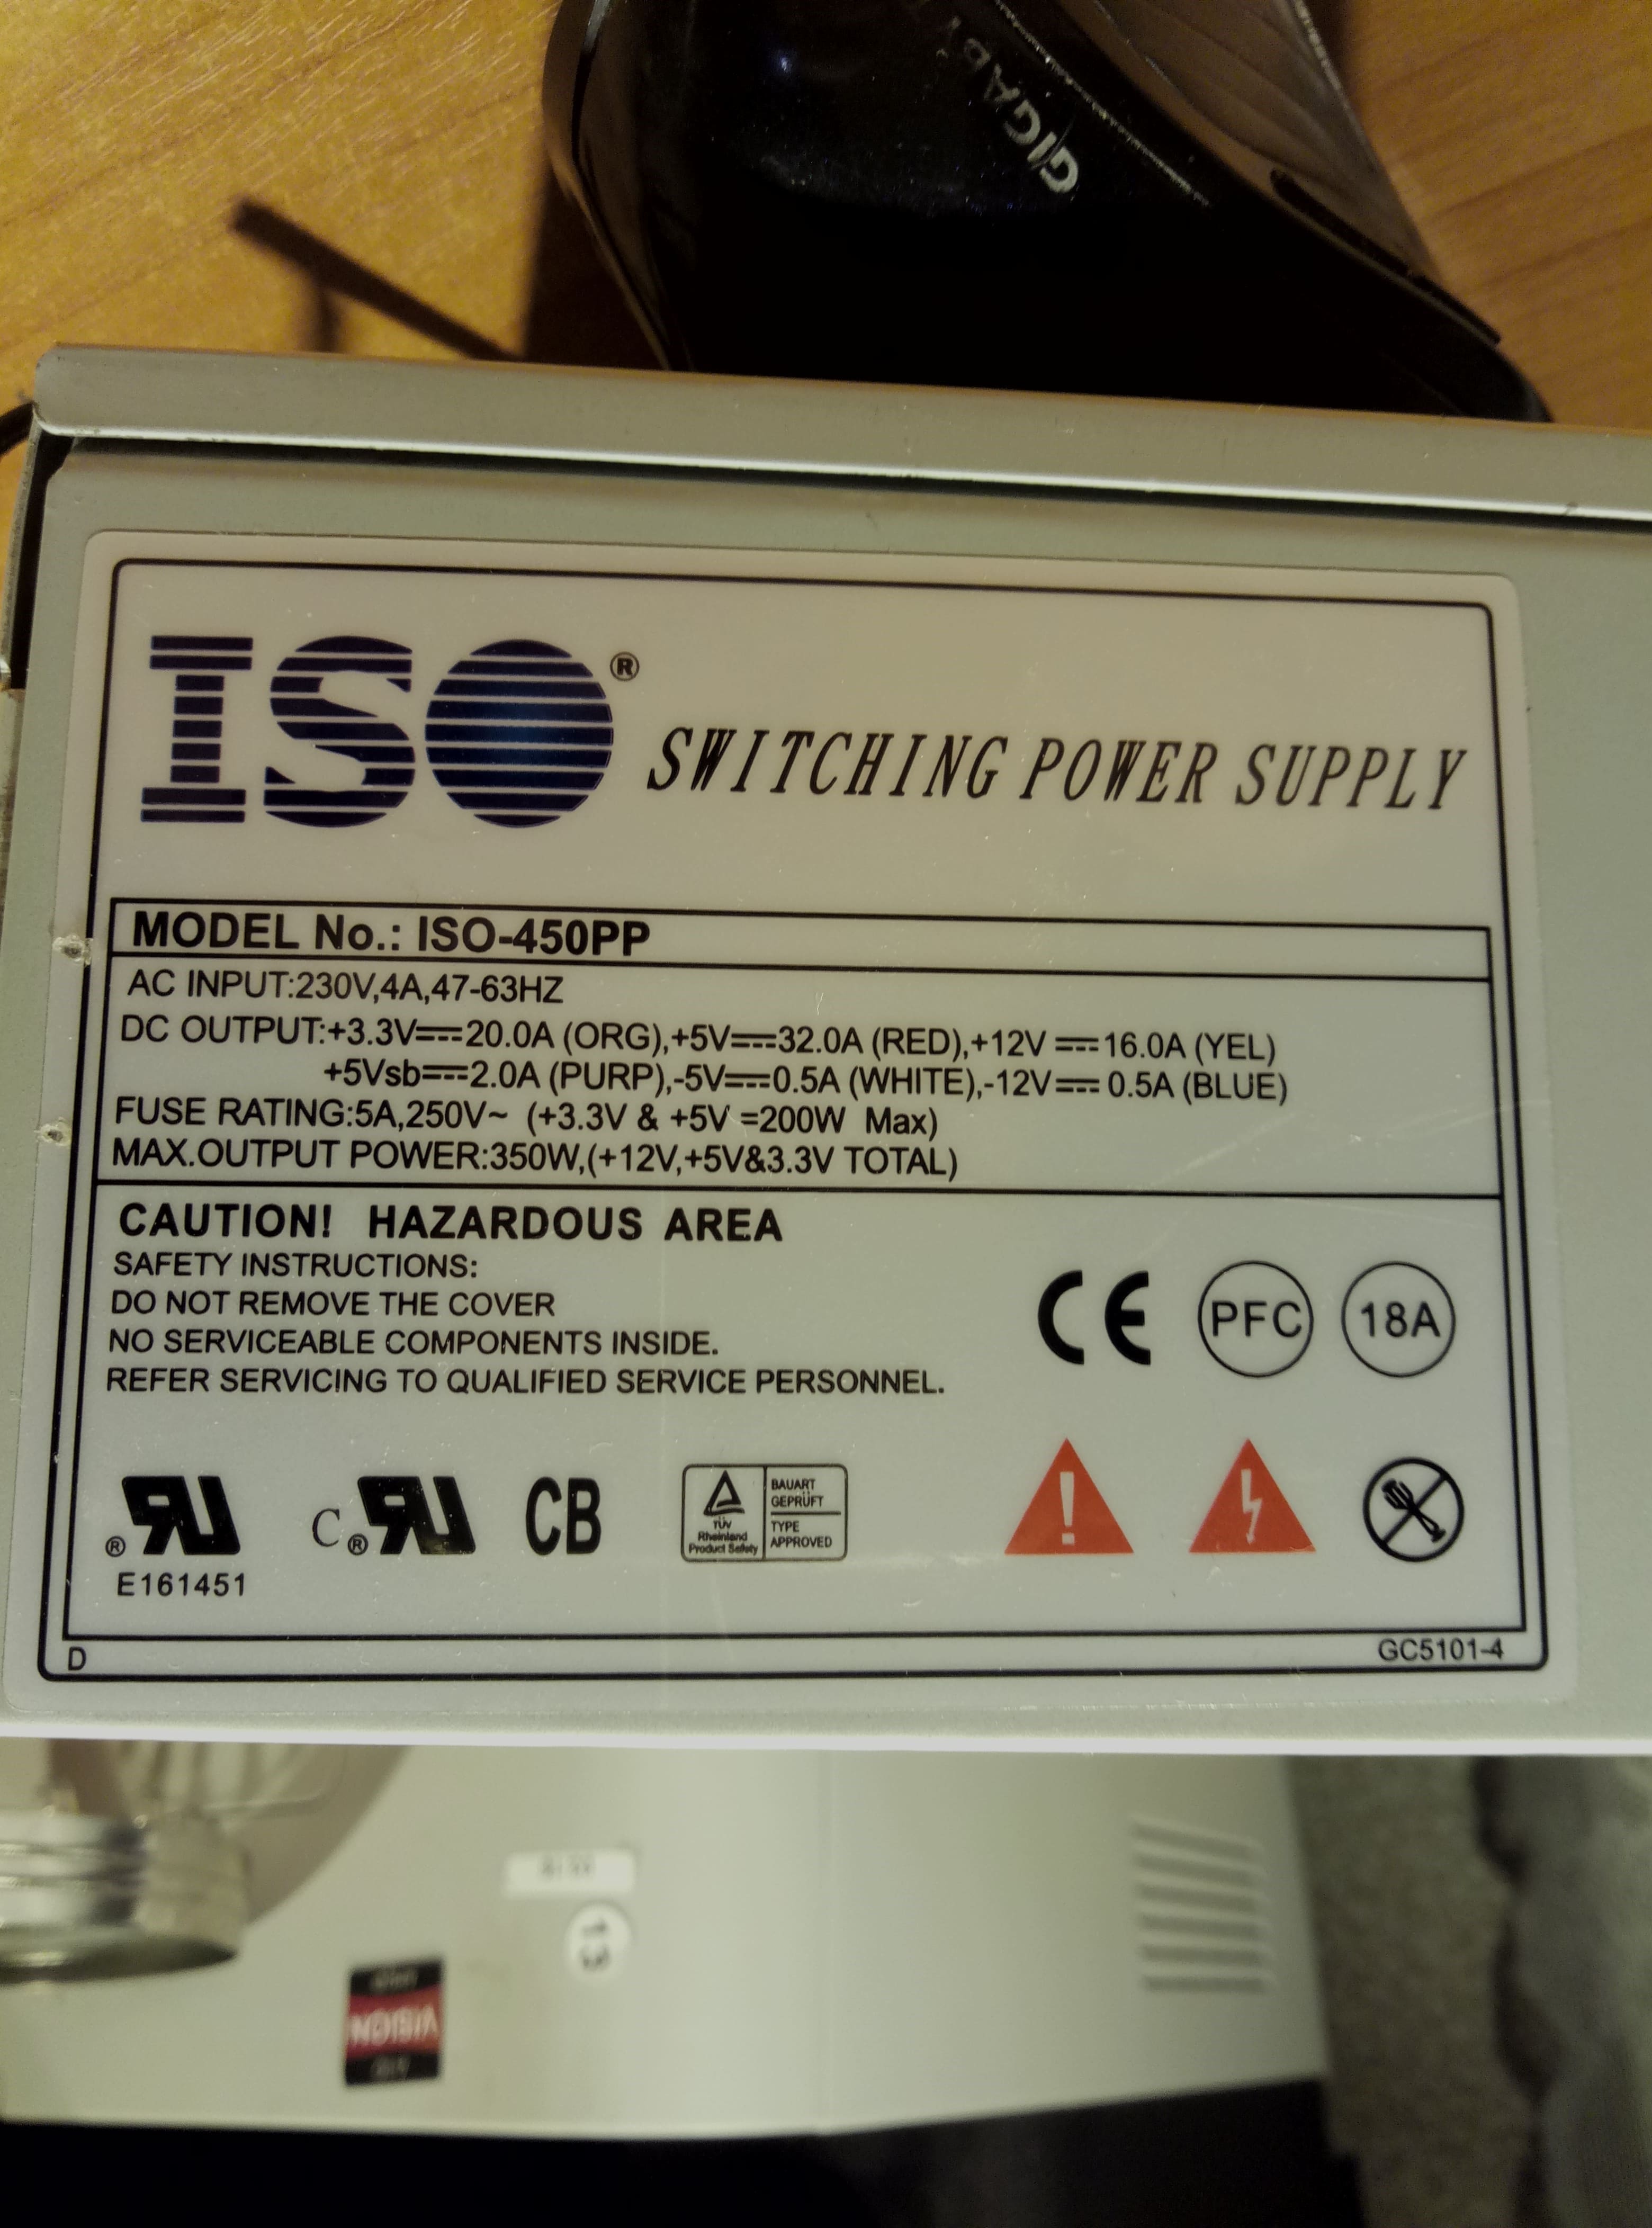 GIGABY
ISO® SWITCHING POWER SUPPLY
MODEL No.: ISO-450PP
AC INPUT:230V,4A,47-63HZ
DC OUTPUT:+3.3V⎓20.0A (ORG),+5V⎓32.0A (RED),+12V⎓16.0A (YEL)
+5Vsb⎓2.0A (PURP),-5V⎓0.5A (WHITE),-12V⎓ 0.5A (BLUE)
FUSE RATING:5A,250V~ (+3.3V & +5V =200W Max)
MAX.OUTPUT POWER:350W,(+12V,+5V&3.3V TOTAL)
CAUTION! HAZARDOUS AREA
SAFETY INSTRUCTIONS:
DO NOT REMOVE THE COVER
NO SERVICEABLE COMPONENTS INSIDE.
REFER SERVICING TO QUALIFIED SERVICE PERSONNEL.
CE PFC 18A
®RU C®RU CB
TÜV
Rheinland
Product Safety
BAUART
GEPRÜFT
TYPE
APPROVED
E161451
D GC5101-4
13
VISION